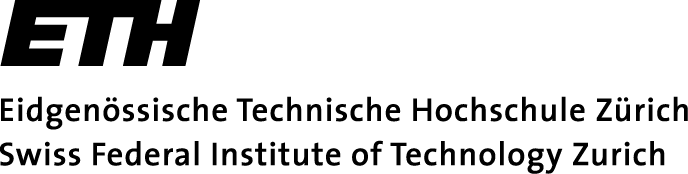 ETH
Eidgenössische Technische Hochschule Zürich
Swiss Federal Institute of Technology Zurich